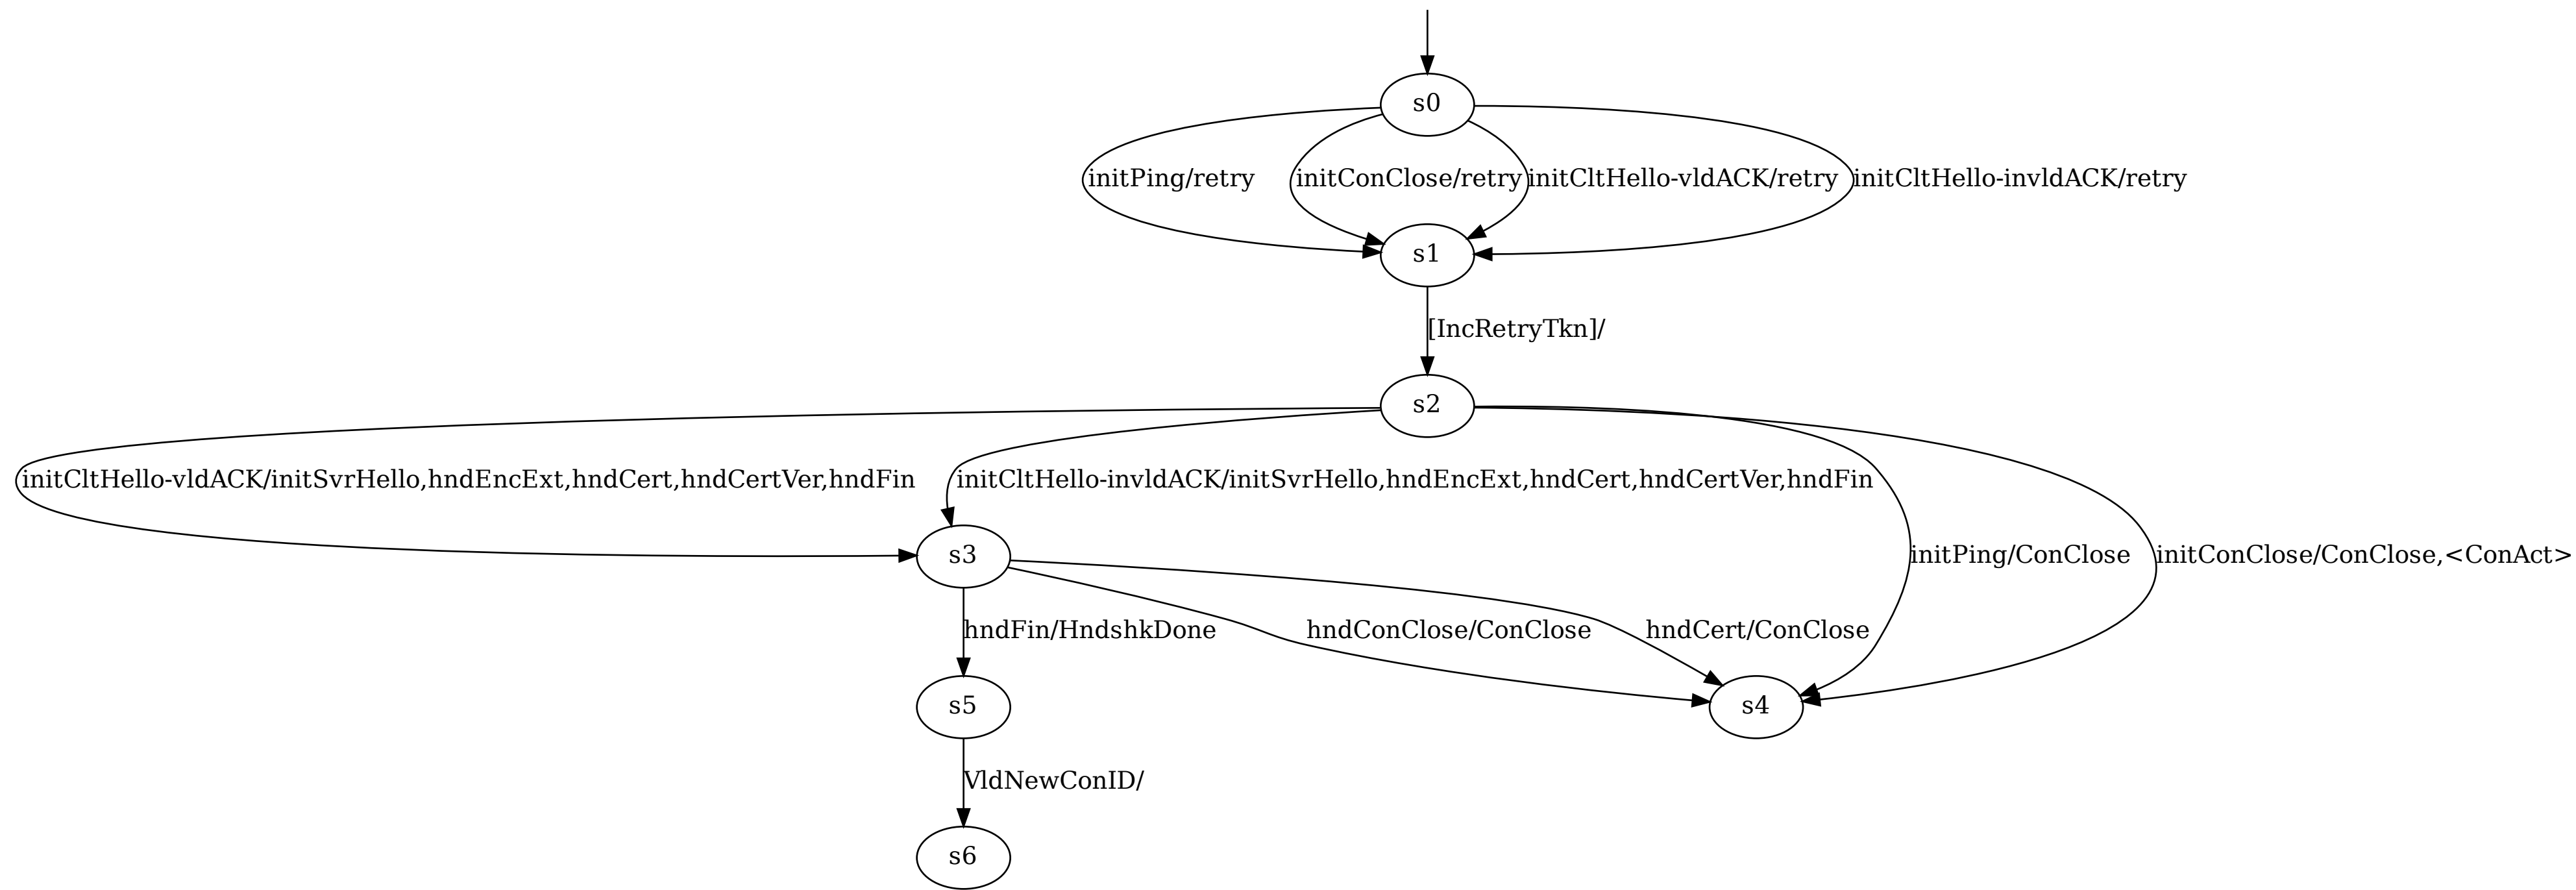 s0
initPing/retry
initConClose/retry
initCltHello-vldACK/retry
initCltHello-invldACK/retry
s1
[IncRetryTkn]/
s2
initCltHello-vldACK/initSvrHello,hndEncExt,hndCert,hndCertVer,hndFin
initCltHello-invldACK/initSvrHello,hndEncExt,hndCert,hndCertVer,hndFin
s3
initPing/ConClose
initConClose/ConClose,<ConAct>
hndFin/HndshkDone
hndConClose/ConClose
hndCert/ConClose
s5
s4
VldNewConID/
s6